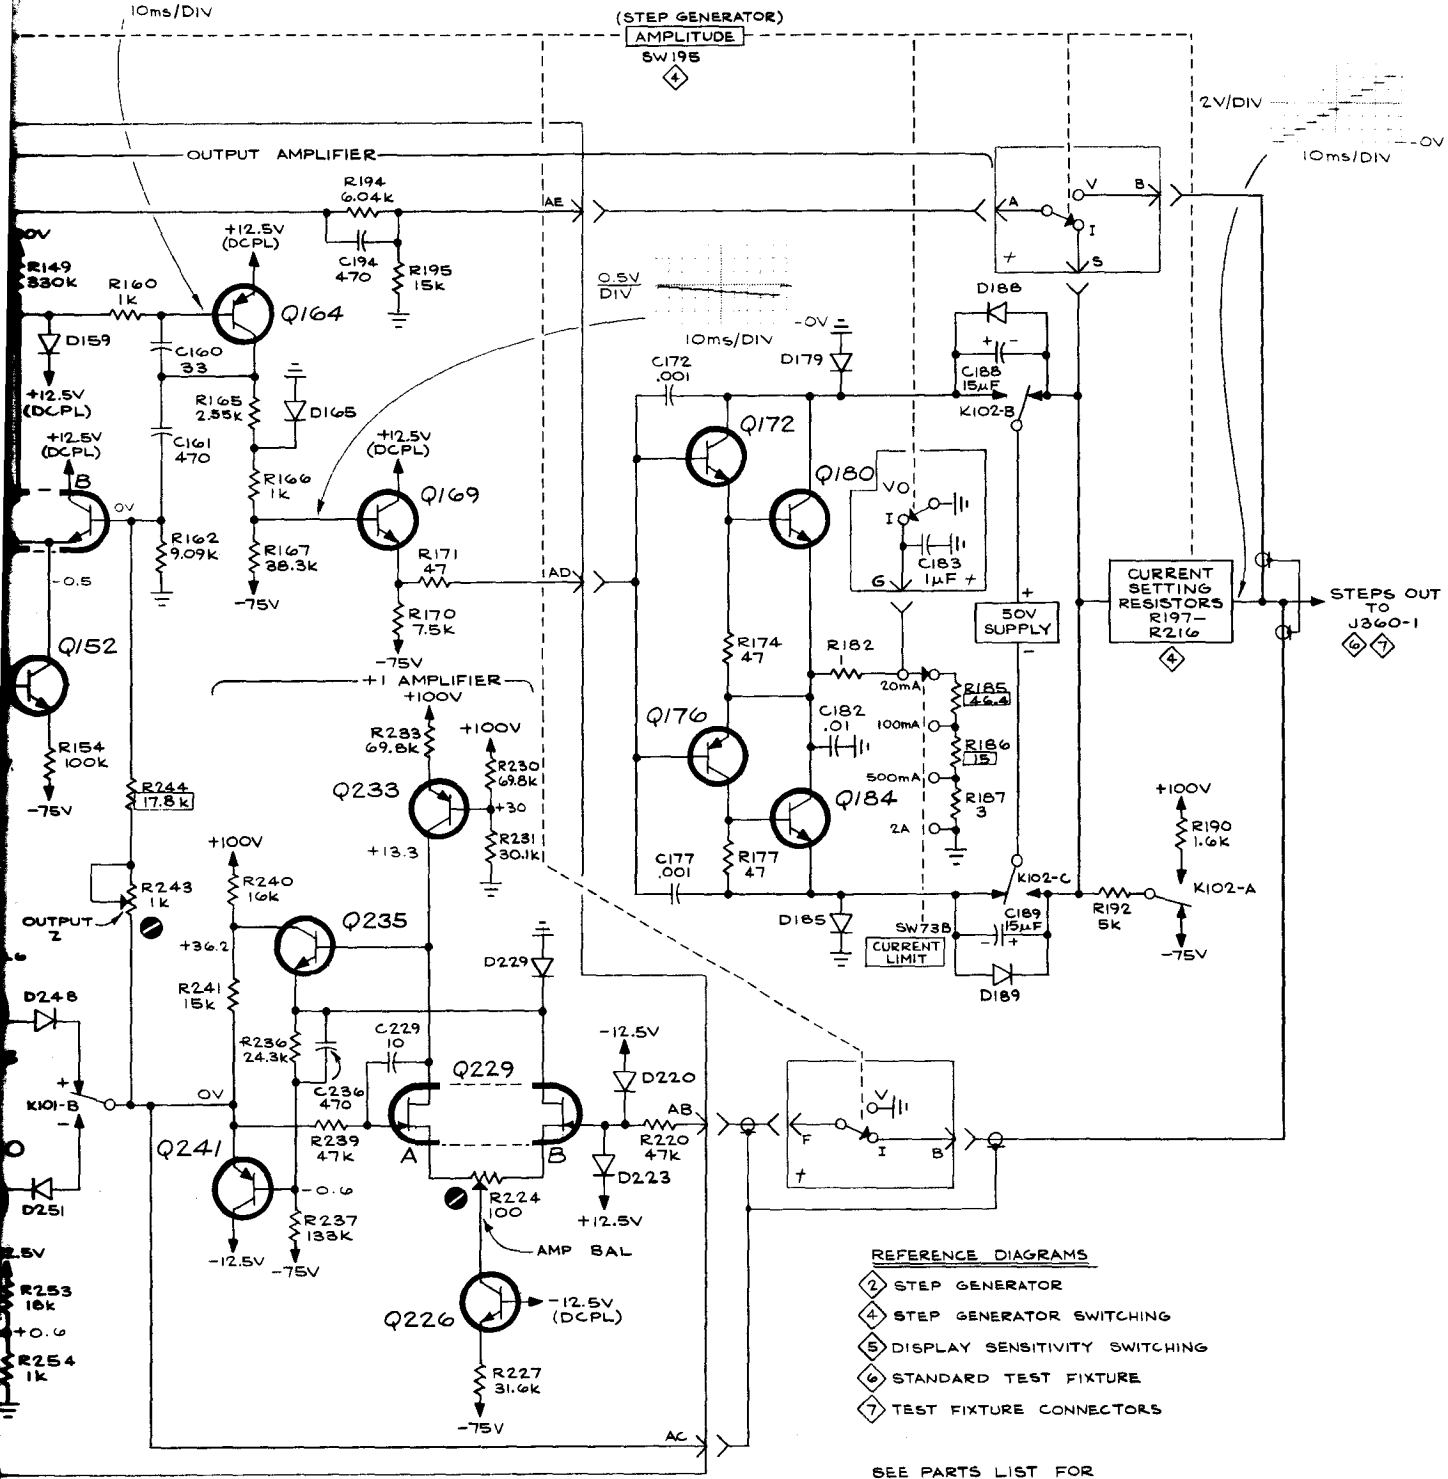 10ms/DIV
(STEP GENERATOR)
AMPLITUDE
SW195
4
2V/DIV
-0V
10ms/DIV
OUTPUT AMPLIFIER
R194
6.04K
AE
A
V
B
I
+
S
+12.5V
(DCPL)
C194
470
R195
15K
R149
330K
R160
1K
Q164
0.5V
DIV
-0V
10ms/DIV
D188
D159
C160
33
D179
+ -
C188
15µF
K102-B
C172
.001
+12.5V
(DCPL)
R165
2.55K
D165
+12.5V
(DCPL)
B
C161
470
+12.5V
(DCPL)
Q172
R166
1K
Q169
Q180
V
I
C183
1µF +
G
0V
R162
9.09K
R167
38.3K
-75V
R171
47
AD
R170
7.5K
-75V
-0.5
+
50V
SUPPLY
-
CURRENT
SETTING
RESISTORS
R197-
R216
4
STEPS OUT
TO
J360-1
6 7
Q152
R174
47
R182
1
20mA
R185
46.4
+1 AMPLIFIER
+100V
Q176
C182
.01
100mA
R186
15
R154
100K
-75V
R233
69.8K
+100V
R230
69.8K
500mA
R187
3
R244
17.8K
Q233
+30
Q184
2A
+100V
R190
1.6K
+100V
+13.3
R231
30.1K
C177
.001
R177
47
K102-C
K102-A
R243
1K
OUTPUT
Z
R240
16K
Q235
D185
SW73B
CURRENT
LIMIT
C189
15µF
- +
R192
5K
-75V
+36.2
D229
D189
D248
R241
15K
R236
24.3K
C229
10
-12.5V
C236
470
Q229
D220
+
K101-B
-
0V
AB
F
V
I
B
+
R239
47K
A
B
R220
47K
Q241
D223
D251
-0.6
R224
100
+12.5V
R237
133K
-12.5V
-75V
AMP BAL
R253
18K
+0.6
R254
1K
Q226
-12.5V
(DCPL)
R227
31.6K
-75V
AC
REFERENCE DIAGRAMS
2 STEP GENERATOR
4 STEP GENERATOR SWITCHING
5 DISPLAY SENSITIVITY SWITCHING
6 STANDARD TEST FIXTURE
7 TEST FIXTURE CONNECTORS
SEE PARTS LIST FOR